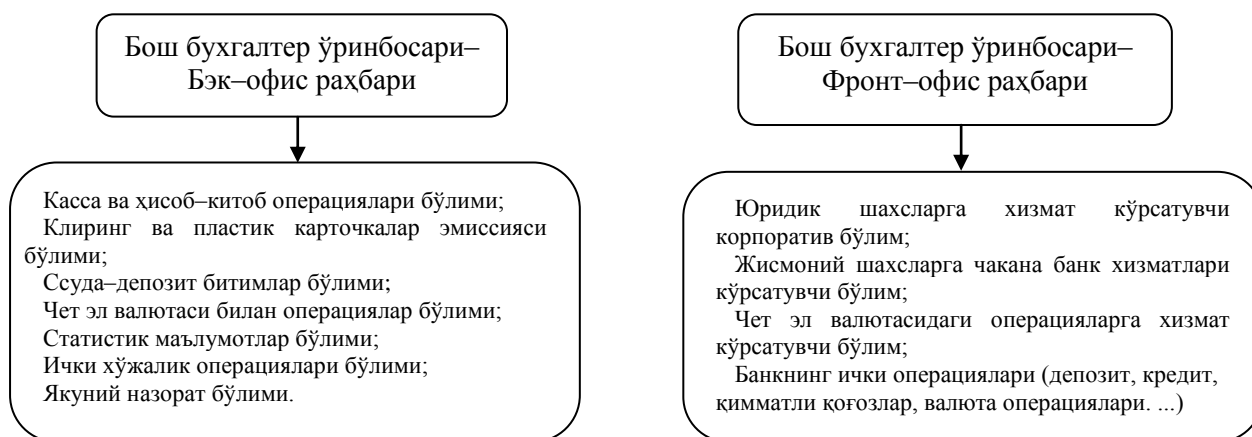 Бош бухгалтер ўринбосари–
Бэк–офис раҳбари
Касса ва ҳисоб–китоб операциялари бўлими;
Клиринг ва пластик карточкалар эмиссияси
бўлими;
Ссуда–депозит битимлар бўлими;
Чет эл валютаси билан операциялар бўлими;
Статистик маълумотлар бўлими;
Ички хўжалик операциялари бўлими;
Якуний назорат бўлими.
Бош бухгалтер ўринбосари–
Фронт–офис раҳбари
Юридик шахсларга хизмат кўрсатувчи
корпоратив бўлим;
Жисмоний шахсларга чакана банк хизматлари
кўрсатувчи бўлим;
Чет эл валютасидаги операцияларга хизмат
кўрсатувчи бўлим;
Банкнинг ички операциялари (депозит, кредит,
қимматли қоғозлар, валюта операциялари. ...)